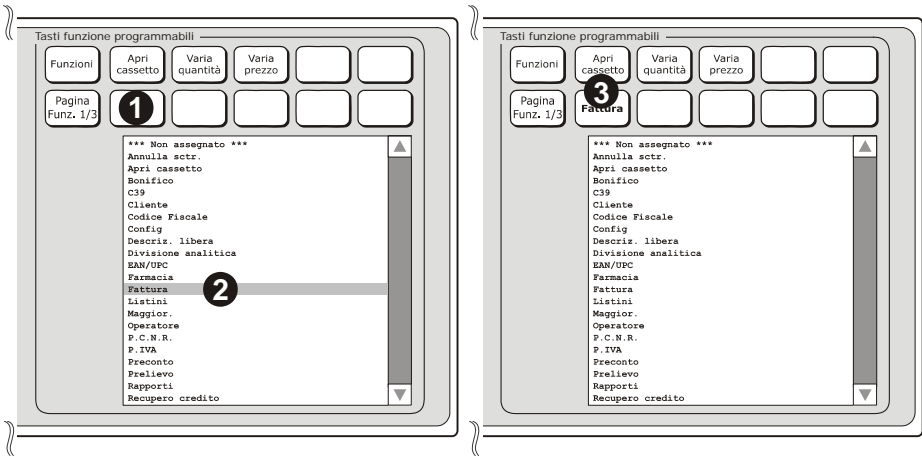 Tasti funzione programmabili
Funzioni
Apri
cassetto
Varia
quantità
Varia
prezzo
Pagina
Funz. 1/3
1
*** Non assegnato ***
Annulla sctr.
Apri cassetto
Bonifico
C39
Cliente
Codice Fiscale
Config
Descriz. libera
Divisione analitica
EAN/UPC
Farmacia
Fattura
2
Listini
Maggior.
Operatore
P.C.N.R.
P.IVA
Preconto
Prelievo
Rapporti
Recupero credito
Tasti funzione programmabili
Funzioni
Apri
cassetto
Varia
quantità
Varia
prezzo
3
Pagina
Funz. 1/3
Fattura
*** Non assegnato ***
Annulla sctr.
Apri cassetto
Bonifico
C39
Cliente
Codice Fiscale
Config
Descriz. libera
Divisione analitica
EAN/UPC
Farmacia
Fattura
Listini
Maggior.
Operatore
P.C.N.R.
P.IVA
Preconto
Prelievo
Rapporti
Recupero credito